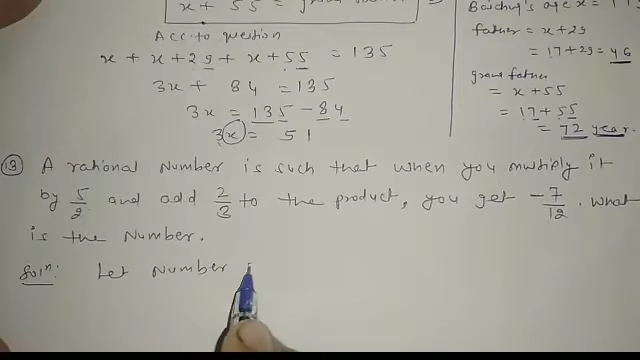 x + 55 =
Acc to question
x + x + 29 + x + 55 = 135
3x + 84 = 135
3x = 135 - 84
3x = 51
Baichung's age x =
father = x + 29
= 17 + 29 = 46
grand father
= x + 55
= 17 + 55
= 72 year.
(13) A rational Number is such that when you multiply it
by 5/2 and add 2/3 to the product, you get -7/12. what
is the Number.
Solⁿ: Let Number